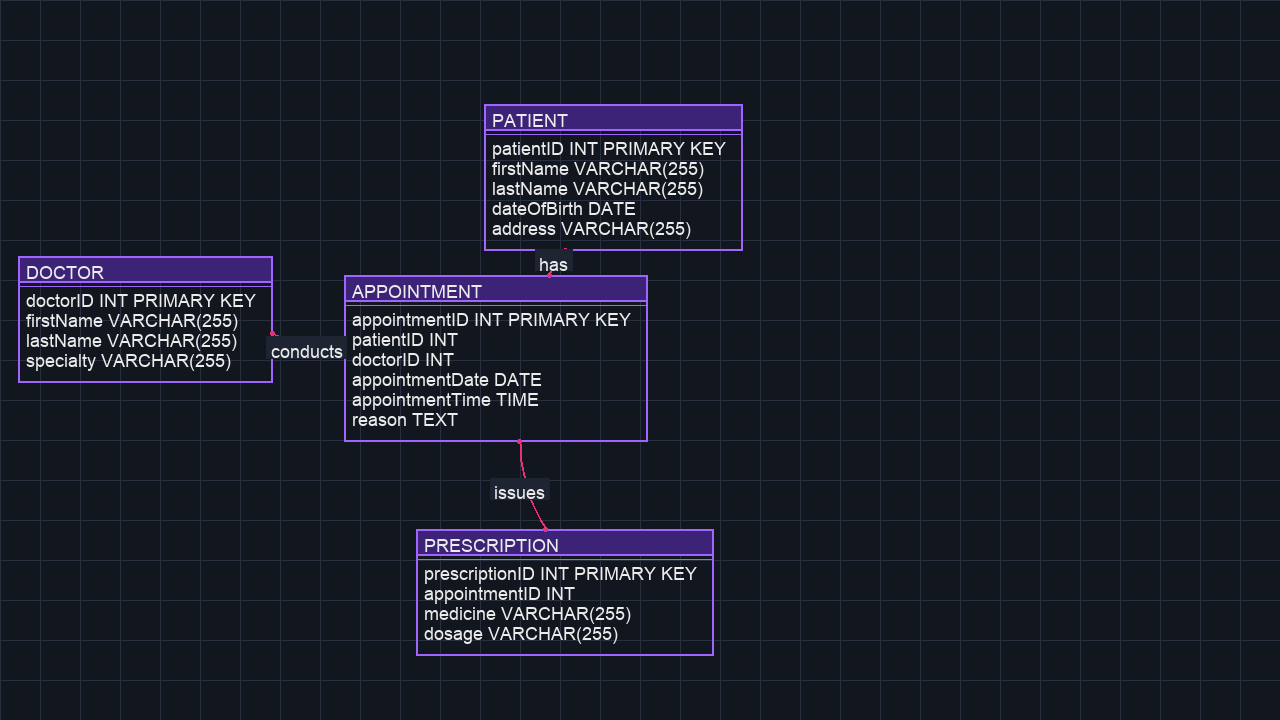 PATIENT
patientID INT PRIMARY KEY
firstName VARCHAR(255)
lastName VARCHAR(255)
dateOfBirth DATE
address VARCHAR(255)
has
DOCTOR
doctorID INT PRIMARY KEY
firstName VARCHAR(255)
lastName VARCHAR(255)
specialty VARCHAR(255)
conducts
APPOINTMENT
appointmentID INT PRIMARY KEY
patientID INT
doctorID INT
appointmentDate DATE
appointmentTime TIME
reason TEXT
issues
PRESCRIPTION
prescriptionID INT PRIMARY KEY
appointmentID INT
medicine VARCHAR(255)
dosage VARCHAR(255)